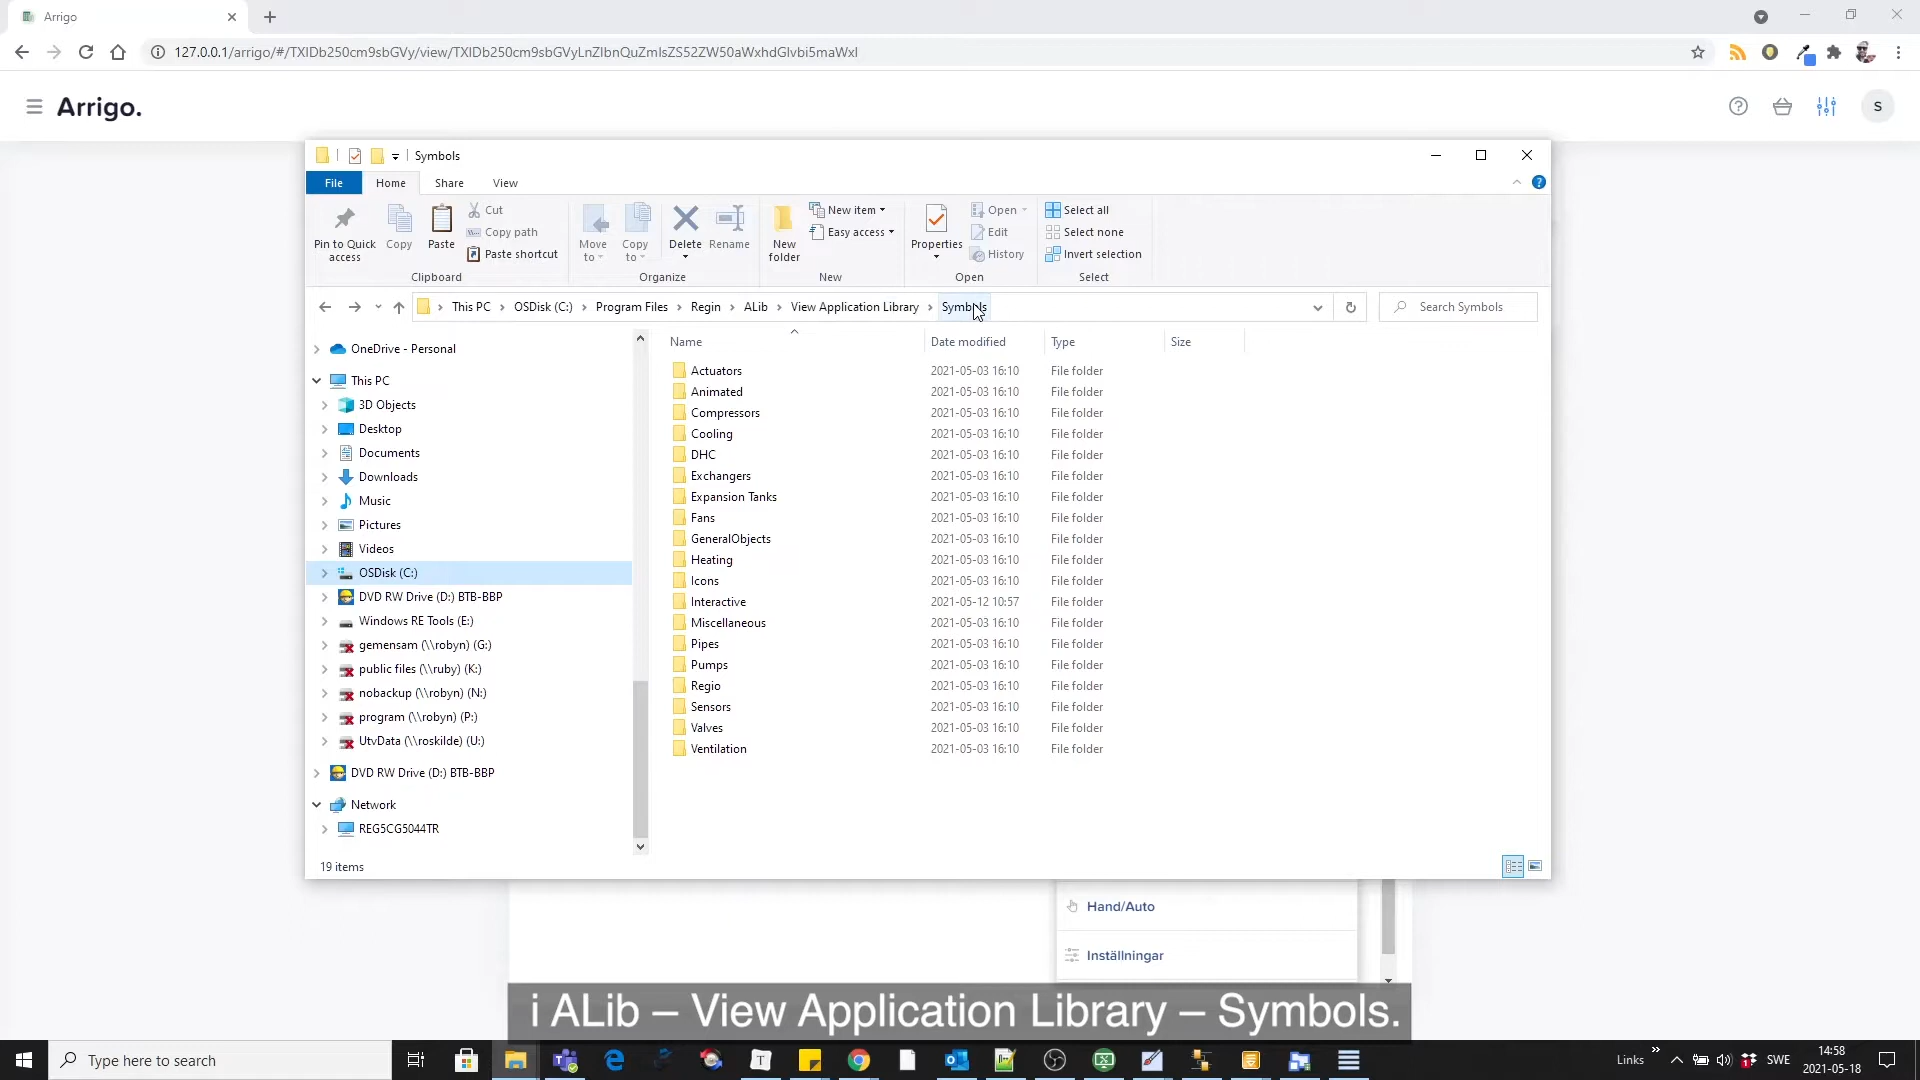 Arrigo
127.0.0.1/arrigo/#/TXIDb250cm9sbGVy/view/TXIDb250cm9sbGVyLnZlbnQuZmlsZS52ZW50aWxhdGlvbi5maWxl
Arrigo.
S
Symbols
File Home Share View
Pin to Quick access
Copy
Paste
Cut
Copy path
Paste shortcut
Clipboard
Move to
Copy to
Delete
Rename
Organize
New folder
New item
Easy access
New
Properties
Open
Edit
History
Open
Select all
Select none
Invert selection
Select
This PC > OSDisk (C:) > Program Files > Regin > ALib > View Application Library > Symbols
Search Symbols
OneDrive - Personal
This PC
3D Objects
Desktop
Documents
Downloads
Music
Pictures
Videos
OSDisk (C:)
DVD RW Drive (D:) BTB-BBP
Windows RE Tools (E:)
gemensam (\\robyn) (G:)
public files (\\ruby) (K:)
nobackup (\\robyn) (N:)
program (\\robyn) (P:)
UtvData (\\roskilde) (U:)
DVD RW Drive (D:) BTB-BBP
Network
REG5CG5044TR
Name Date modified Type Size
Actuators 2021-05-03 16:10 File folder
Animated 2021-05-03 16:10 File folder
Compressors 2021-05-03 16:10 File folder
Cooling 2021-05-03 16:10 File folder
DHC 2021-05-03 16:10 File folder
Exchangers 2021-05-03 16:10 File folder
Expansion Tanks 2021-05-03 16:10 File folder
Fans 2021-05-03 16:10 File folder
GeneralObjects 2021-05-03 16:10 File folder
Heating 2021-05-03 16:10 File folder
Icons 2021-05-03 16:10 File folder
Interactive 2021-05-12 10:57 File folder
Miscellaneous 2021-05-03 16:10 File folder
Pipes 2021-05-03 16:10 File folder
Pumps 2021-05-03 16:10 File folder
Regio 2021-05-03 16:10 File folder
Sensors 2021-05-03 16:10 File folder
Valves 2021-05-03 16:10 File folder
Ventilation 2021-05-03 16:10 File folder
19 items
Hand/Auto
Inställningar
i ALib – View Application Library – Symbols.
Type here to search
Links
SWE
14:58
2021-05-18